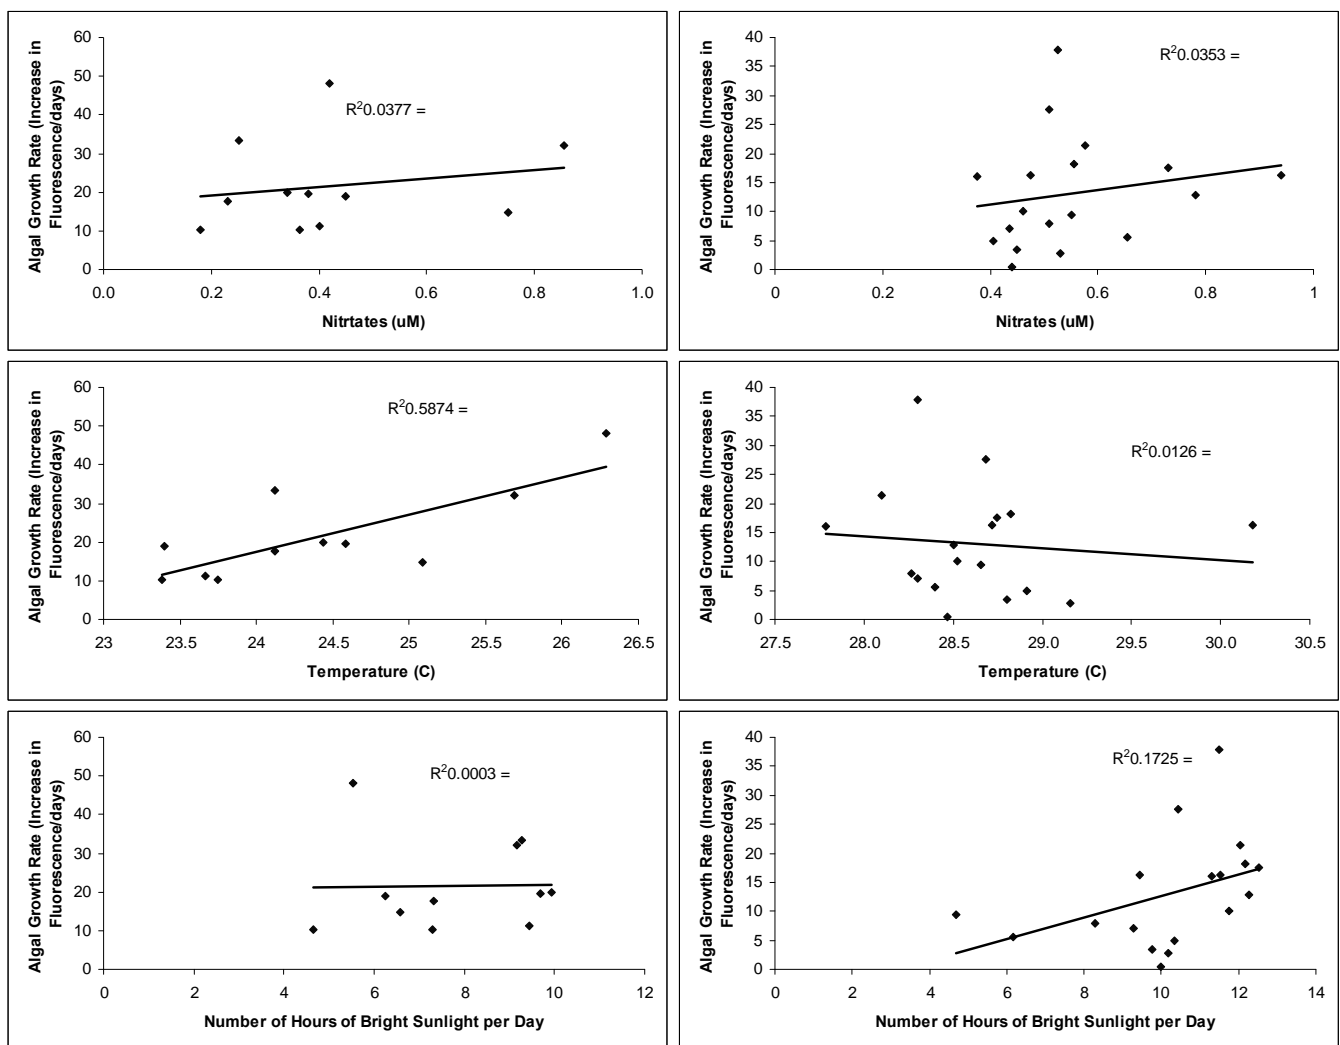 60
50
40
30
20
10
0
Algal Growth Rate (Increase in
Fluorescence/days)
R²0.0377 =
0.0 0.2 0.4 0.6 0.8 1.0
Nitrtates (uM)
40
35
30
25
20
15
10
5
0
Algal Growth Rate (Increase in
Fluorescence/days)
R²0.0353 =
0 0.2 0.4 0.6 0.8 1
Nitrates (uM)
60
50
40
30
20
10
0
Algal Growth Rate (Increase in
Fluorescence/days)
R²0.5874 =
23 23.5 24 24.5 25 25.5 26 26.5
Temperature (C)
40
35
30
25
20
15
10
5
0
Algal Growth Rate (Increase in
Fluorescence/days)
R²0.0126 =
27.5 28.0 28.5 29.0 29.5 30.0 30.5
Temperature (C)
60
50
40
30
20
10
0
Algal Growth Rate (Increase in
Fluorescence/days)
R²0.0003 =
0 2 4 6 8 10 12
Number of Hours of Bright Sunlight per Day
40
35
30
25
20
15
10
5
0
Algal Growth Rate (Increase in
Fluorescence/days)
R²0.1725 =
0 2 4 6 8 10 12 14
Number of Hours of Bright Sunlight per Day